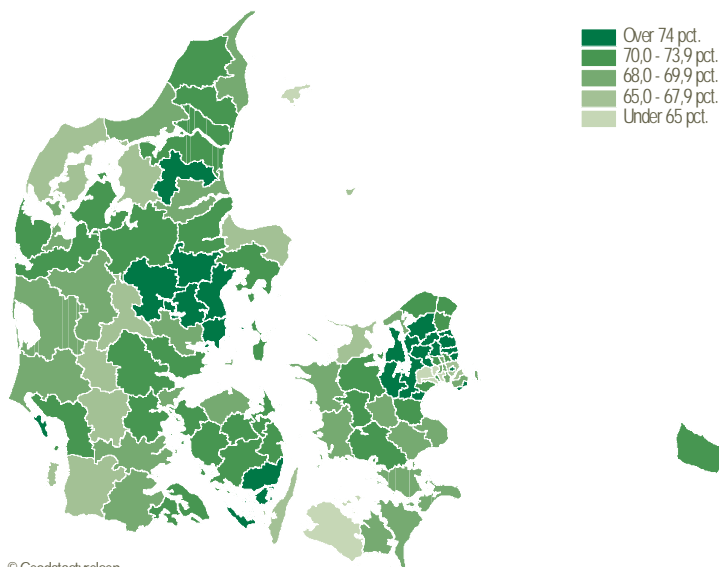 Over 74 pct.
70,0 - 73,9 pct.
68,0 - 69,9 pct.
65,0 - 67,9 pct.
Under 65 pct.
©